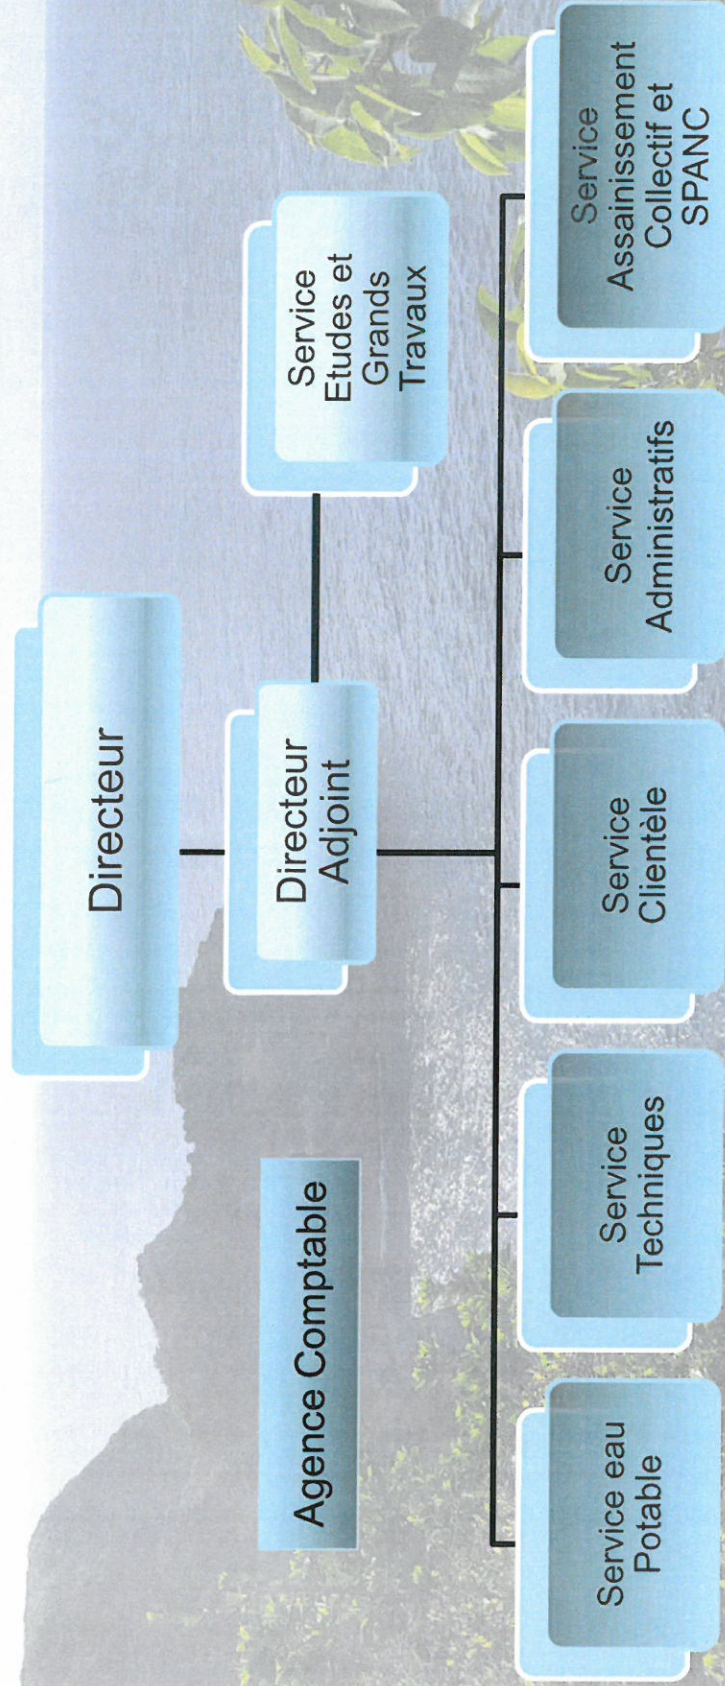 Directeur
Directeur
Adjoint
Agence Comptable
Service
Etudes et
Grands
Travaux
Service eau
Potable
Service
Techniques
Service
Clientèle
Service
Administratifs
Service
Assainissement
Collectif et
SPANC